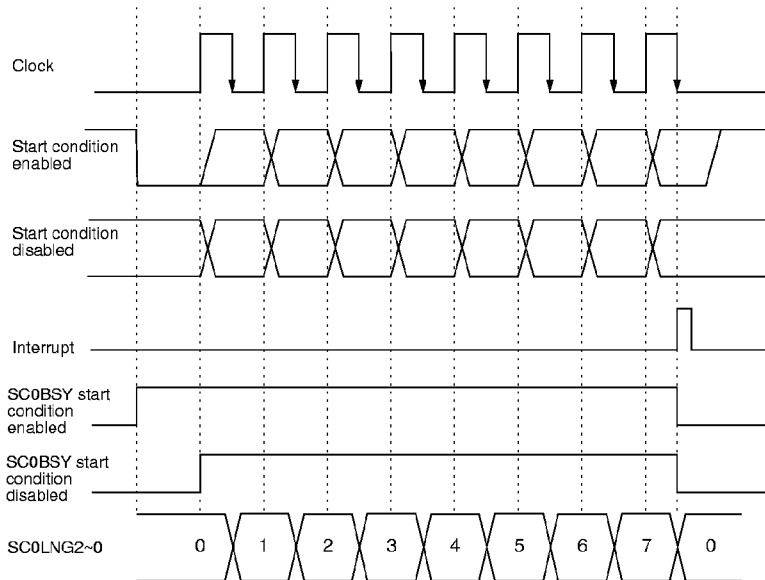 Clock
Start condition
enabled
Start condition
disabled
Interrupt
SC0BSY start
condition
enabled
SC0BSY start
condition
disabled
SC0LNG2~0 0 1 2 3 4 5 6 7 0